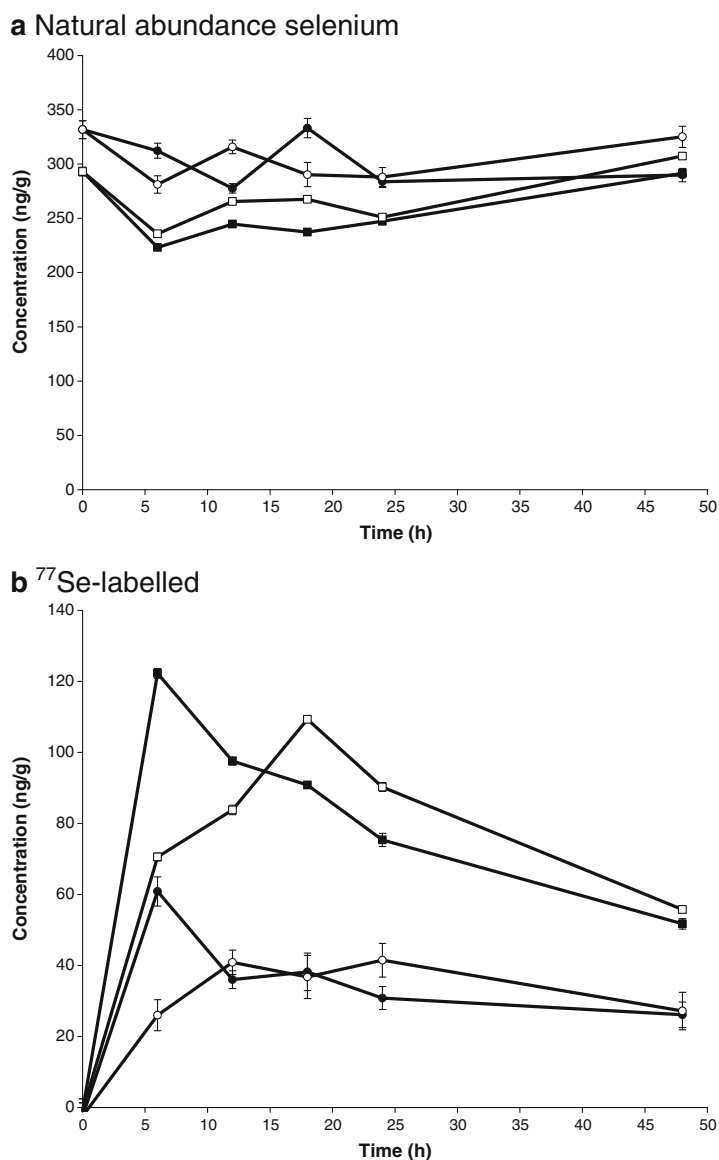 a Natural abundance selenium
400
350
300
250
200
150
100
50
0
Concentration (ng/g)
0 5 10 15 20 25 30 35 40 45 50
Time (h)
b ⁷⁷Se-labelled
140
120
100
80
60
40
20
0
Concentration (ng/g)
0 5 10 15 20 25 30 35 40 45 50
Time (h)